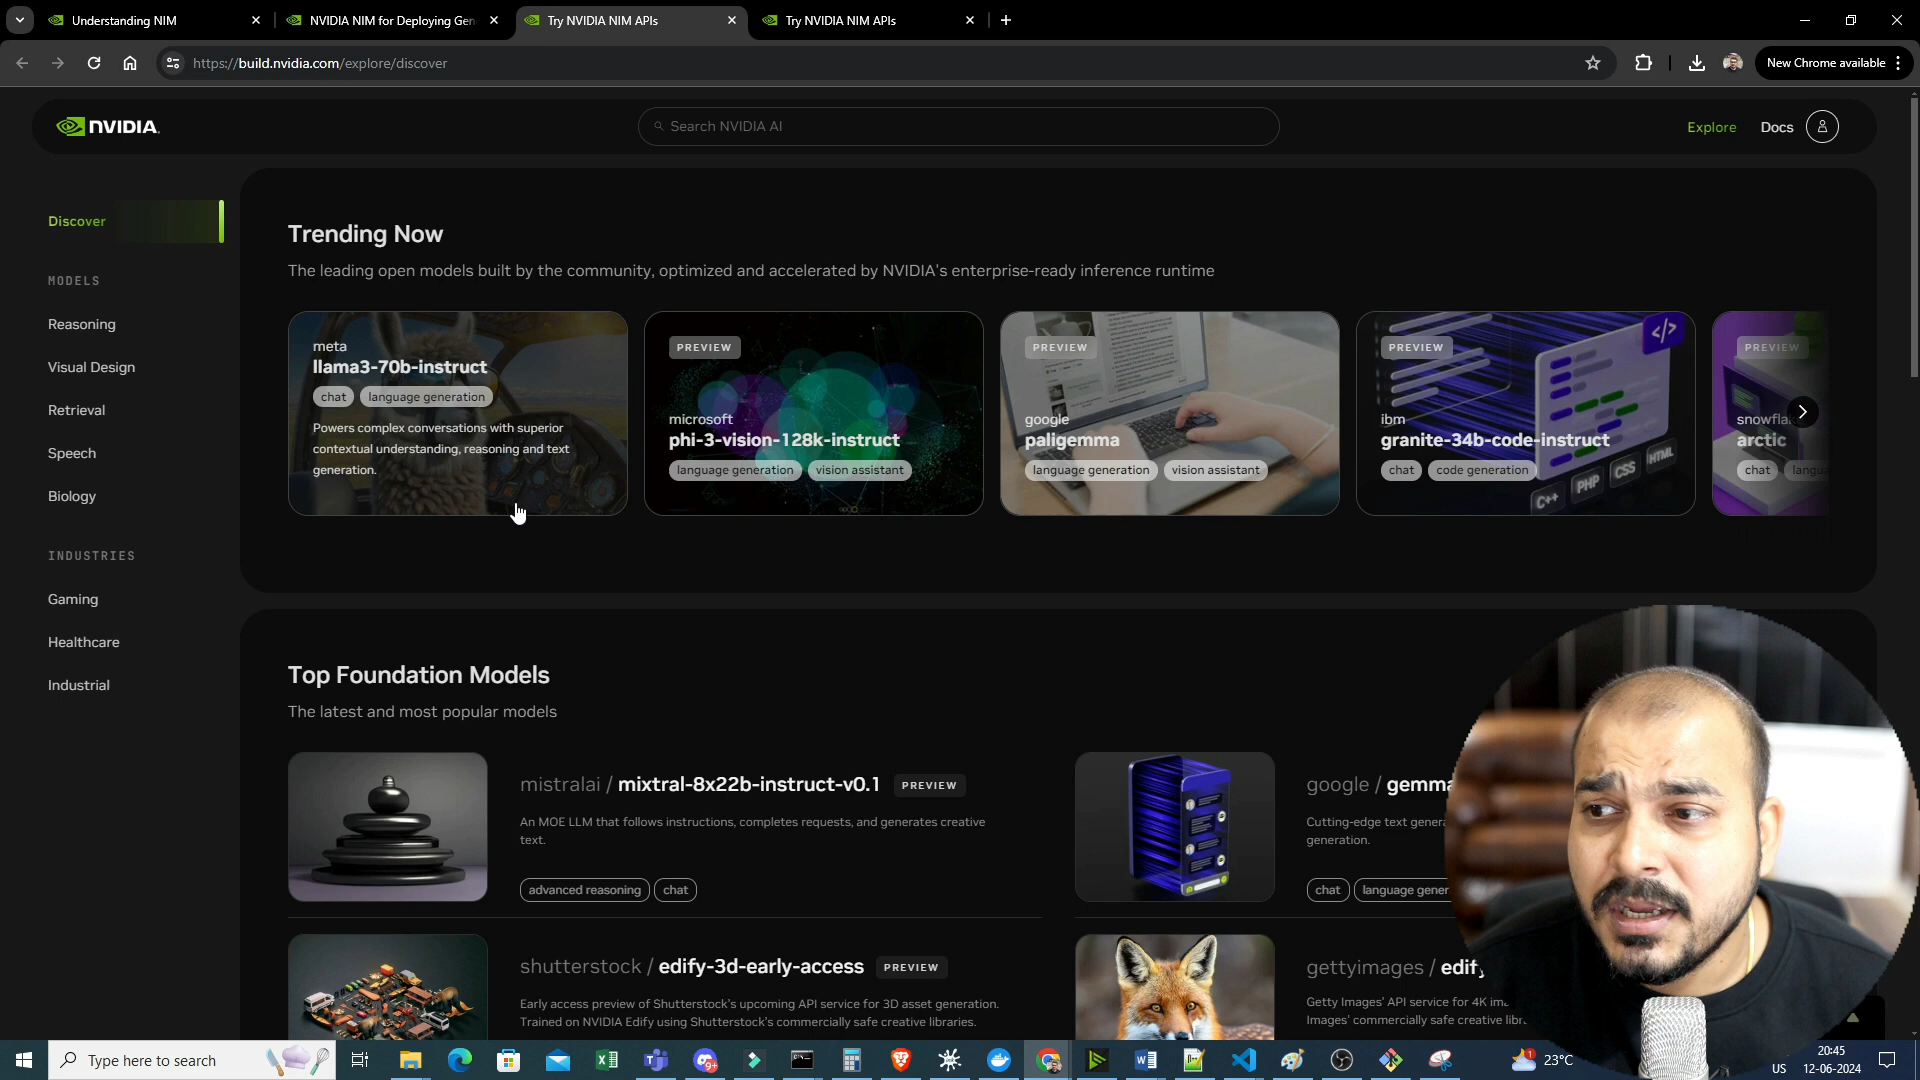 Understanding NIM
NVIDIA NIM for Deploying Gen
Try NVIDIA NIM APIs
Try NVIDIA NIM APIs
https://build.nvidia.com/explore/discover
New Chrome available
NVIDIA.
Search NVIDIA AI
Explore
Docs
Discover
MODELS
Reasoning
Visual Design
Retrieval
Speech
Biology
INDUSTRIES
Gaming
Healthcare
Industrial
Trending Now
The leading open models built by the community, optimized and accelerated by NVIDIA's enterprise-ready inference runtime
meta
llama3-70b-instruct
chat
language generation
Powers complex conversations with superior
contextual understanding, reasoning and text
generation.
PREVIEW
microsoft
phi-3-vision-128k-instruct
language generation
vision assistant
PREVIEW
google
paligemma
language generation
vision assistant
PREVIEW
</>
ibm
granite-34b-code-instruct
chat
code generation
C++
PHP
CSS
HTML
PREVIEW
snowfla
arctic
chat
langu
Top Foundation Models
The latest and most popular models
mistralai / mixtral-8x22b-instruct-v0.1
PREVIEW
An MOE LLM that follows instructions, completes requests, and generates creative
text.
advanced reasoning
chat
google / gemma
Cutting-edge text genera
generation.
chat
language gener
shutterstock / edify-3d-early-access
PREVIEW
Early access preview of Shutterstock's upcoming API service for 3D asset generation.
Trained on NVIDIA Edify using Shutterstock's commercially safe creative libraries.
gettyimages / edify
Getty Images' API service for 4K ima
Images' commercially safe creative libr
Type here to search
23°C
US
20:45
12-06-2024